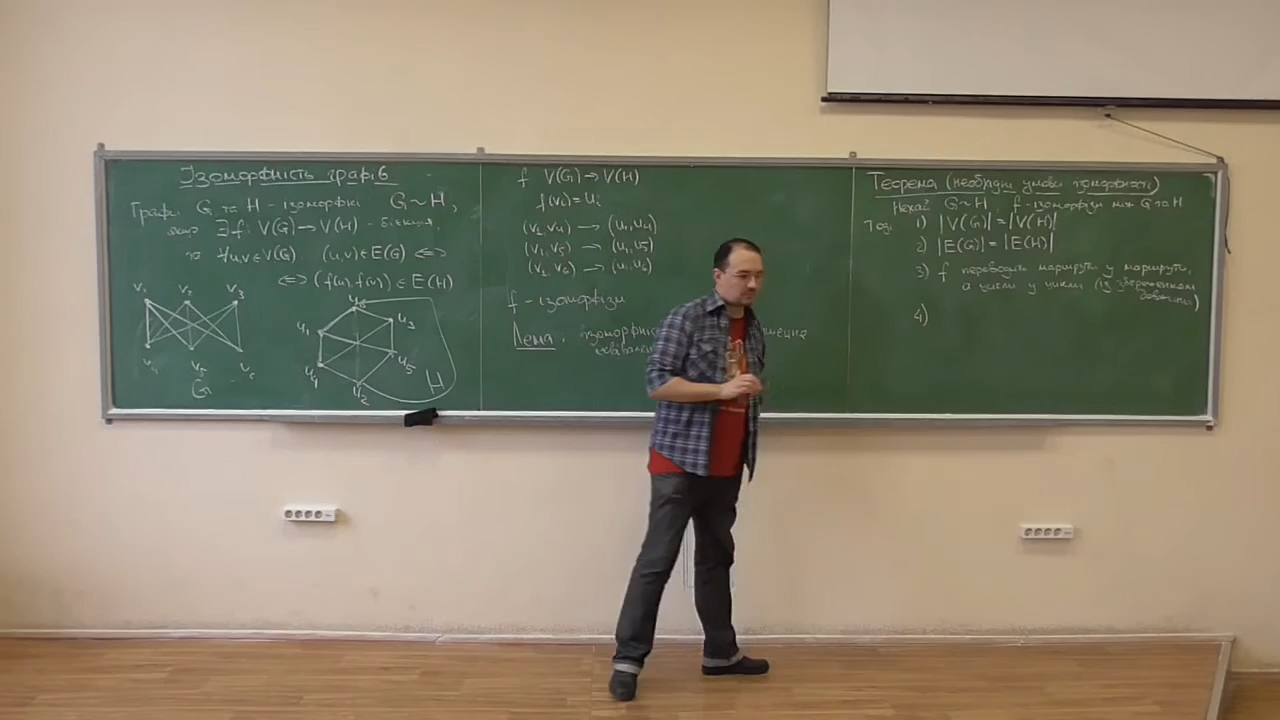 Ізоморфність графів
Графи G та H - ізоморфні G ~ H,
якщо ∃ f: V(G) → V(H) - бієкція,
та ∀u,v ∈ V(G) (u,v) ∈ E(G) ⟺
⟺ (f(u), f(v)) ∈ E(H)
v₁ v₂ v₃
v₄ v₅ v₆
G
u₆
u₁ u₃
u₄ u₅
u₂
H
f V(G) → V(H)
f(vᵢ) = uᵢ
(v₁,v₄) → (u₁,u₄)
(v₁,v₅) → (u₁,u₅)
(v₁,v₆) → (u₁,u₆)
f - ізоморфізм
Лема.
Теорема (необхідні умови ізоморфності)
Нехай G ~ H, f - ізоморфізм між G та H
Тоді 1) |V(G)| = |V(H)|
2) |E(G)| = |E(H)|
3) f переводить маршрути у маршрути,
а цикли у цикли (із збереженням
довжини)
4)